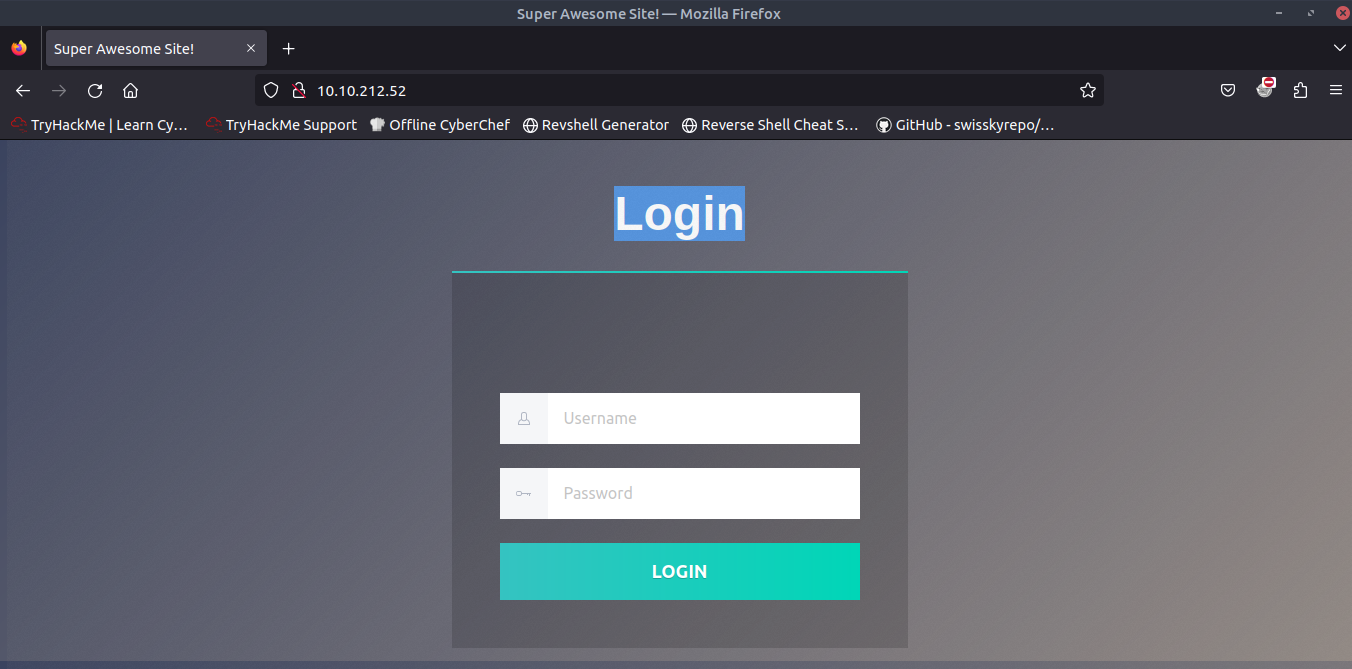 Super Awesome Site! — Mozilla Firefox
Super Awesome Site!
10.10.212.52
TryHackMe | Learn Cy... TryHackMe Support Offline CyberChef Revshell Generator Reverse Shell Cheat S... GitHub - swisskyrepo/...
Login
Username
Password
LOGIN